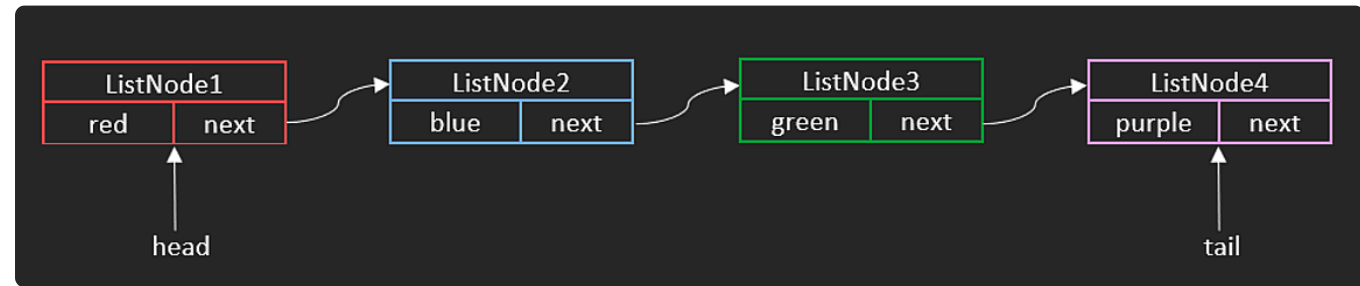 ListNode1
red next
ListNode2
blue next
ListNode3
green next
ListNode4
purple next
head
tail